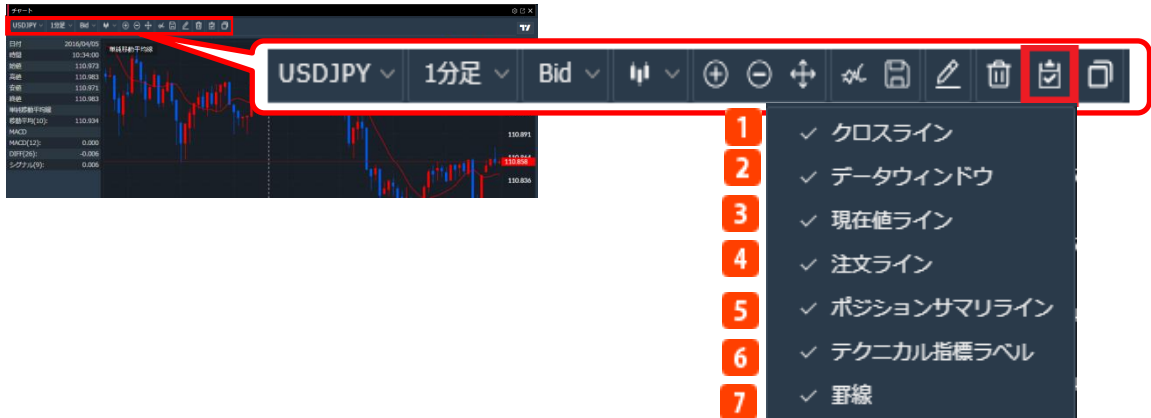 チャート
USDJPY 1分足 Bid
日付 2016/04/05
時間 10:34:00
始値 110.973
高値 110.983
安値 110.971
終値 110.983
単純移動平均線
移動平均(10): 110.934
MACD
MACD(12): 0.000
DIFF(26): -0.006
シグナル(9): 0.006
単純移動平均線
110.891
110.864
110.858
110.836
USDJPY 1分足 Bid
1 クロスライン
2 データウィンドウ
3 現在値ライン
4 注文ライン
5 ポジションサマリライン
6 テクニカル指標ラベル
7 罫線